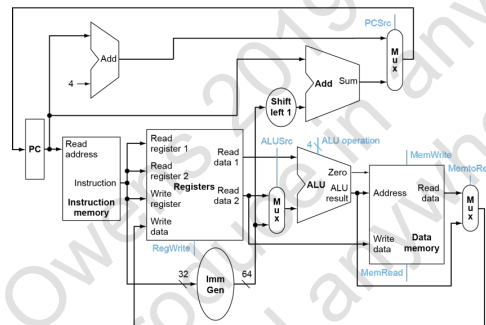 PCSrc
M
u
x
Add
4
Add
Sum
Shift
left 1
PC
Read
address
Instruction
Instruction
memory
Read
register 1
Read
register 2
Write
register
Write
data
Registers
Read
data 1
Read
data 2
RegWrite
ALUSrc
M
u
x
4
ALU operation
Zero
ALU
ALU
result
MemWrite
Address
Read
data
Write
data
Data
memory
MemRead
MemtoRe
M
u
x
32
Imm
Gen
64